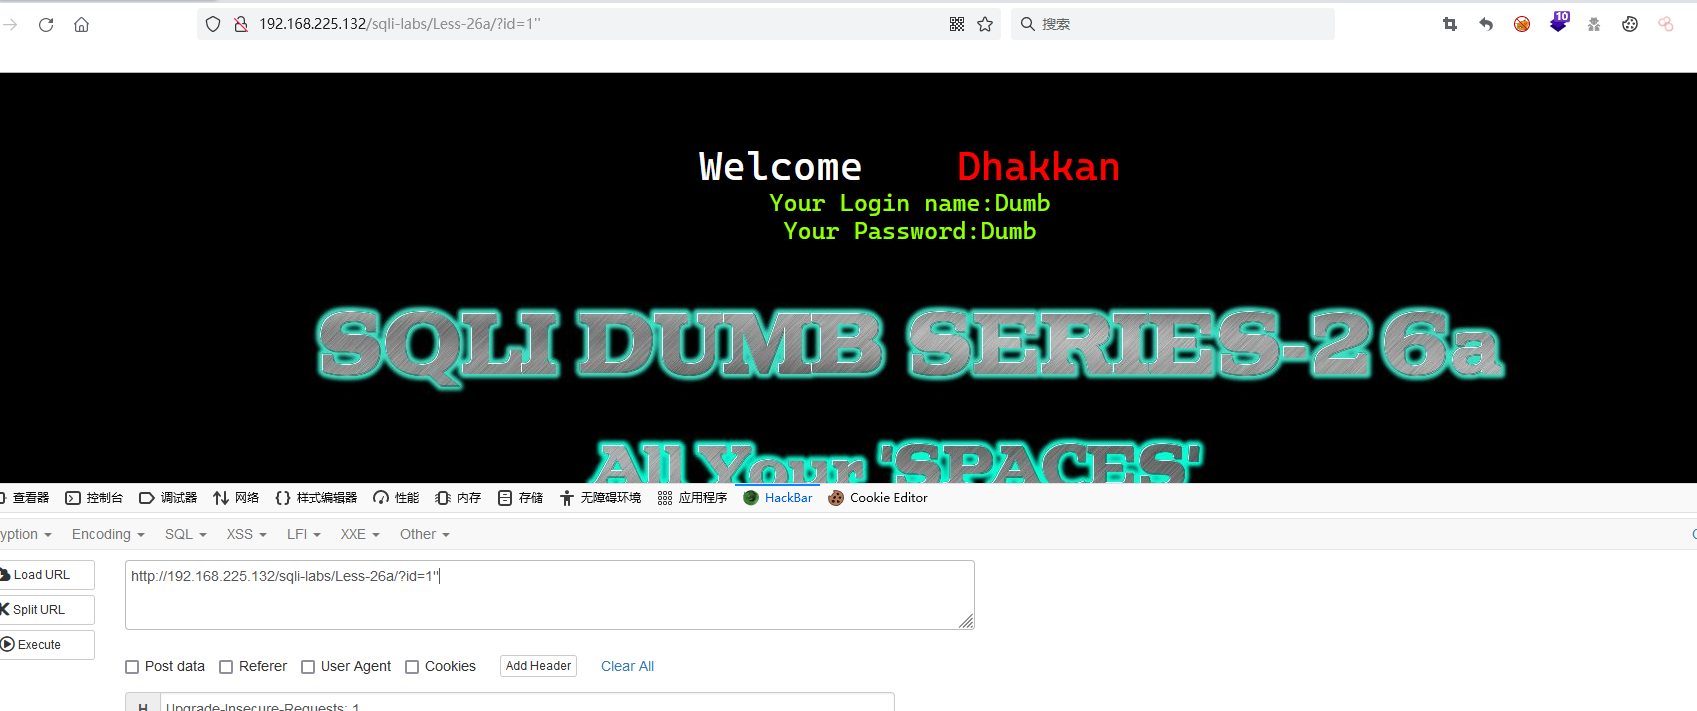 192.168.225.132/sqli-labs/Less-26a/?id=1''
搜索
10
Welcome Dhakkan
Your Login name:Dumb
Your Password:Dumb
SQLI DUMB SERIES-26a
All Your 'SPACES'
查看器 控制台 调试器 网络 样式编辑器 性能 内存 存储 无障碍环境 应用程序 HackBar Cookie Editor
yption Encoding SQL XSS LFI XXE Other
Load URL
http://192.168.225.132/sqli-labs/Less-26a/?id=1''
Split URL
Execute
Post data Referer User Agent Cookies Add Header Clear All
H Upgrade-Insecure-Requests: 1